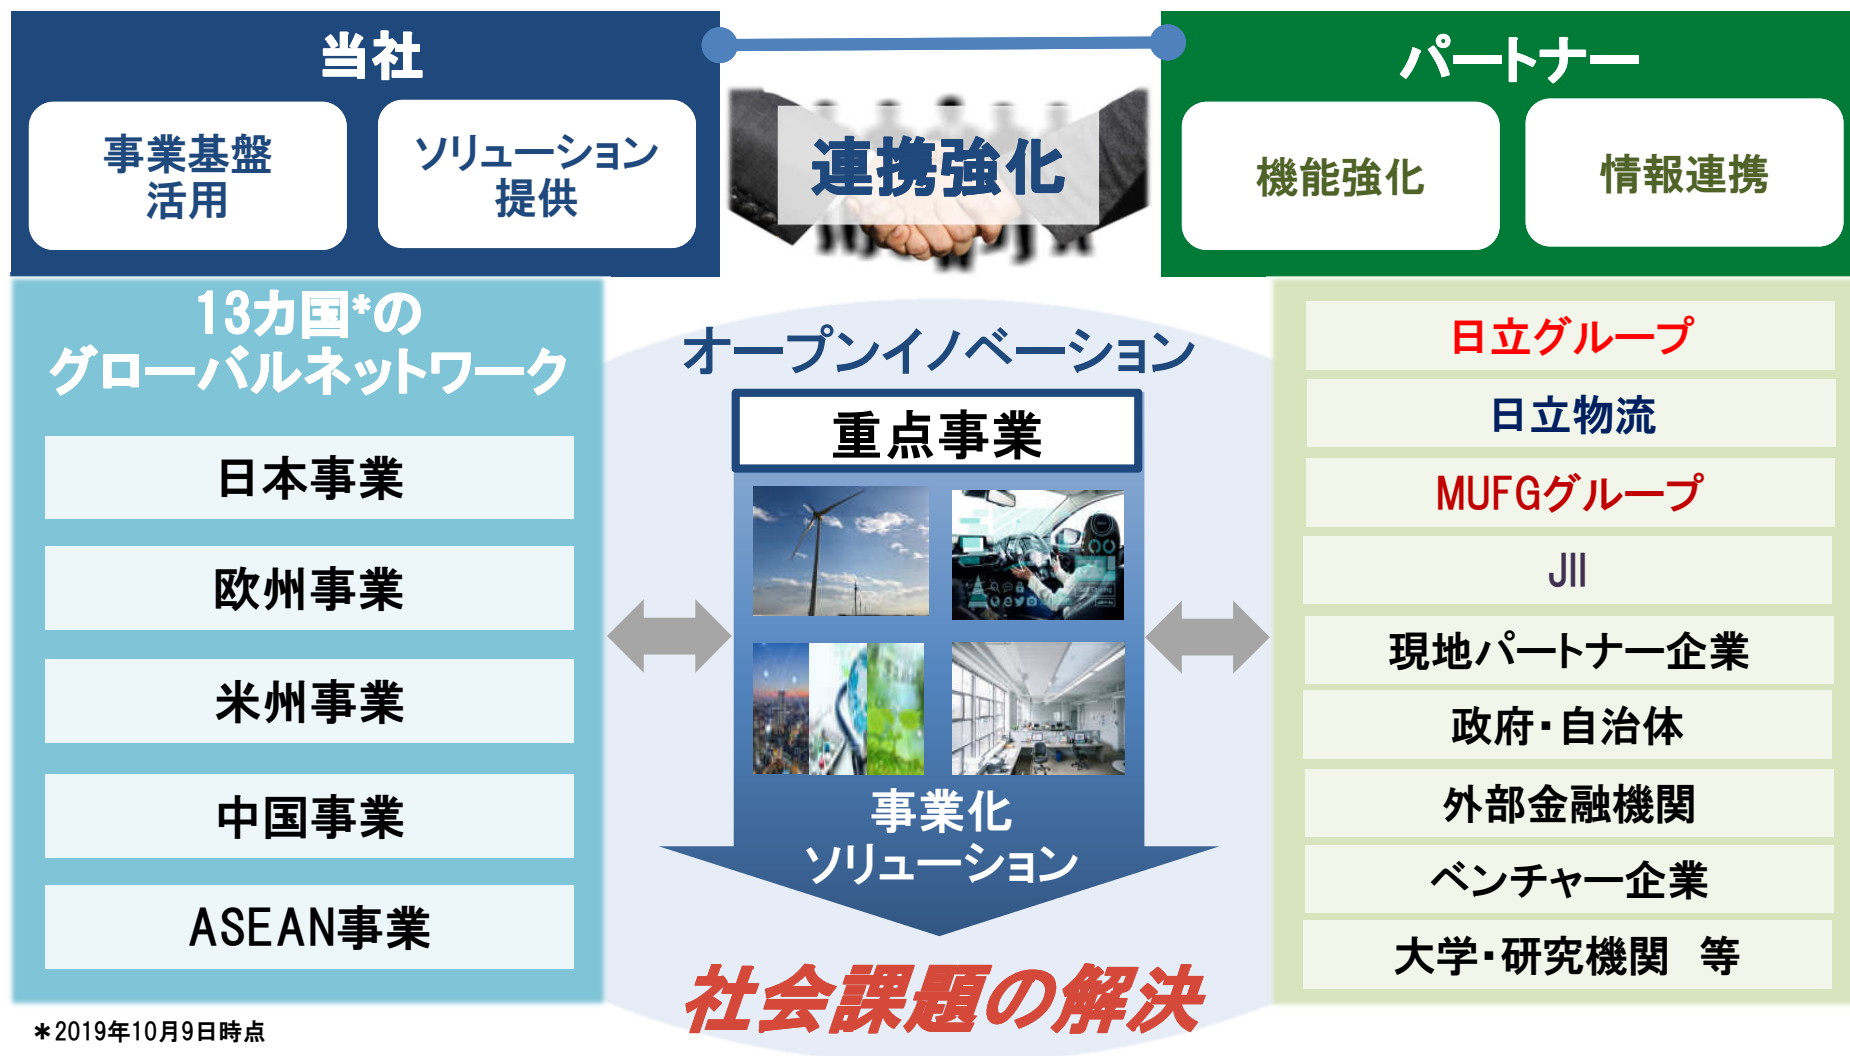 当社
事業基盤
活用
ソリューション
提供
連携強化
パートナー
機能強化
情報連携
13カ国*の
グローバルネットワーク
日本事業
欧州事業
米州事業
中国事業
ASEAN事業
オープンイノベーション
重点事業
事業化
ソリューション
社会課題の解決
日立グループ
日立物流
MUFGグループ
JII
現地パートナー企業
政府・自治体
外部金融機関
ベンチャー企業
大学・研究機関 等
*2019年10月9日時点